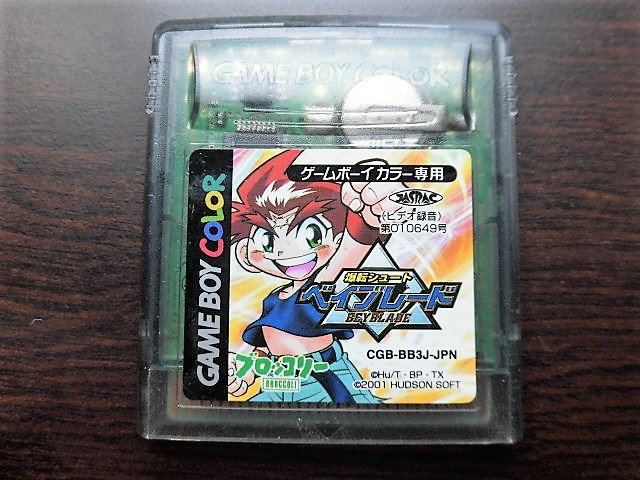 GAME BOY COLOR
GAME BOY COLOR
ゲームボーイカラー専用
JASRAC
(ビデオ録音)
第010649号
爆転シュート
ベイブレード
BEYBLADE
CGB-BB3J-JPN
ブロッコリー
BROCCOLI
©Hu/T・BP・TX
©2001 HUDSON SOFT